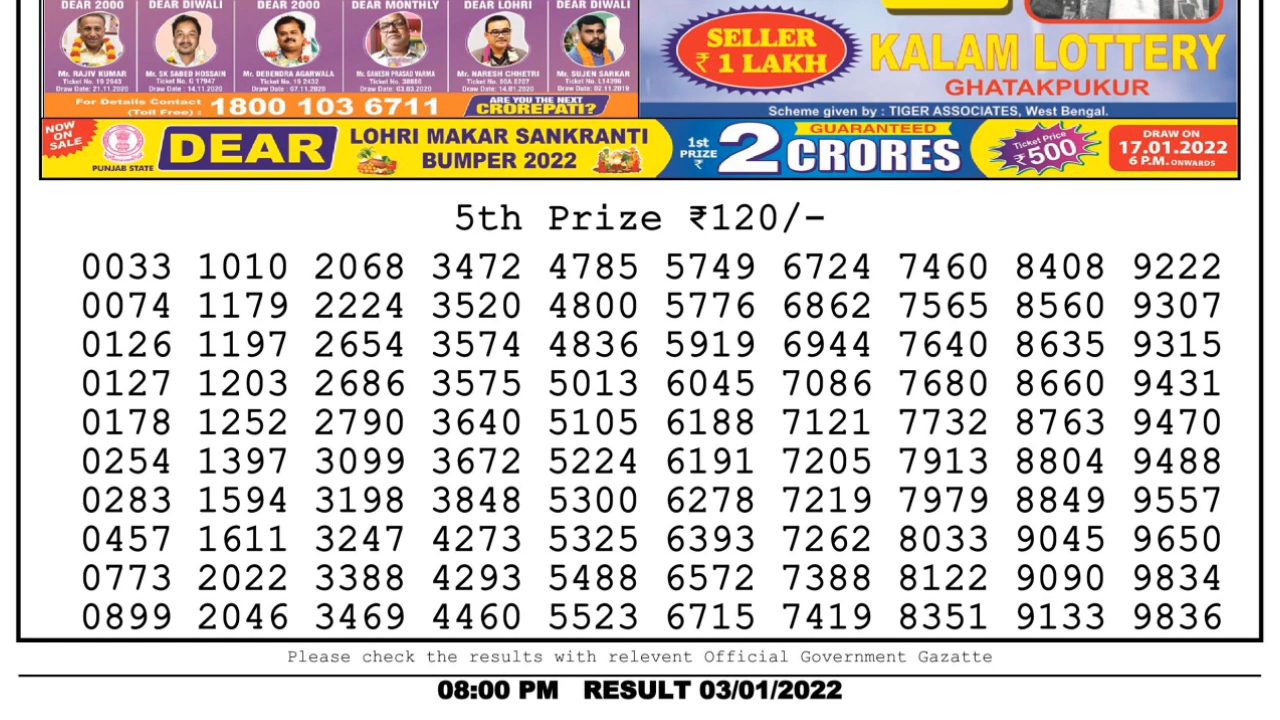 DEAR 2000 DEAR DIWALI DEAR 2000 DEAR MONTHLY DEAR LOHRI DEAR DIWALI
Mr. RAJIV KUMAR Mr. SK SABED HOSSAIN Mr. DEBENDRA AGARWALA Mr. GANESH PRASAD VARMA Mr. NARESH CHHETRI Mr. SUJEN SARKAR
Ticket No. 19 2643 Ticket No. G 17947 Ticket No. 19 2432 Ticket No. 38686 Ticket No. 80A 8207 Ticket No. L14396
Draw Date: 21.11.2020 Draw Date: 14.11.2020 Draw Date: 07.11.2020 Draw Date: 03.03.2020 Draw Date: 14.01.2020 Draw Date: 02.11.2018
For Details Contact
(Toll Free) : 1800 103 6711
ARE YOU THE NEXT
CROREPATI?
SELLER
₹ 1 LAKH
KALAM LOTTERY
GHATAKPUKUR
Scheme given by : TIGER ASSOCIATES, West Bengal.
NOW
ON
SALE
PUNJAB STATE
DEAR
LOHRI MAKAR SANKRANTI
BUMPER 2022
1st
PRIZE
₹
2
GUARANTEED
CRORES
Ticket Price
₹500
DRAW ON
17.01.2022
6 P.M. ONWARDS
5th Prize ₹120/-
0033 1010 2068 3472 4785 5749 6724 7460 8408 9222
0074 1179 2224 3520 4800 5776 6862 7565 8560 9307
0126 1197 2654 3574 4836 5919 6944 7640 8635 9315
0127 1203 2686 3575 5013 6045 7086 7680 8660 9431
0178 1252 2790 3640 5105 6188 7121 7732 8763 9470
0254 1397 3099 3672 5224 6191 7205 7913 8804 9488
0283 1594 3198 3848 5300 6278 7219 7979 8849 9557
0457 1611 3247 4273 5325 6393 7262 8033 9045 9650
0773 2022 3388 4293 5488 6572 7388 8122 9090 9834
0899 2046 3469 4460 5523 6715 7419 8351 9133 9836
Please check the results with relevent Official Government Gazatte
08:00 PM RESULT 03/01/2022